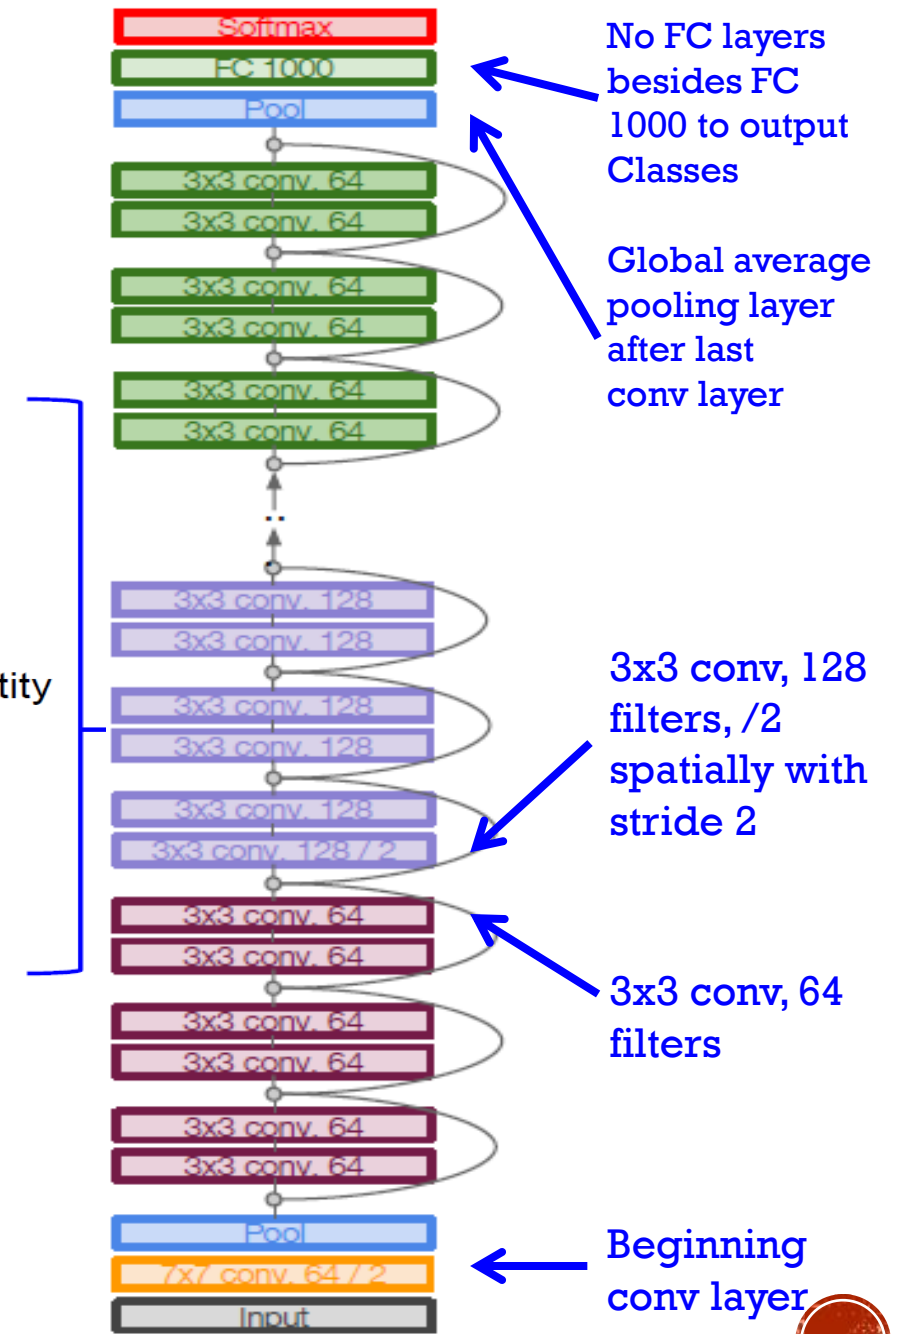 Softmax
FC 1000
Pool
3x3 conv, 64
3x3 conv, 64
3x3 conv, 64
3x3 conv, 64
3x3 conv, 64
3x3 conv, 64
..
.
3x3 conv, 128
3x3 conv, 128
3x3 conv, 128
3x3 conv, 128
3x3 conv, 128
3x3 conv, 128 / 2
3x3 conv, 64
3x3 conv, 64
3x3 conv, 64
3x3 conv, 64
3x3 conv, 64
3x3 conv, 64
Pool
7x7 conv, 64 / 2
Input
tity
No FC layers
besides FC
1000 to output
Classes
Global average
pooling layer
after last
conv layer
3x3 conv, 128
filters, /2
spatially with
stride 2
3x3 conv, 64
filters
Beginning
conv layer